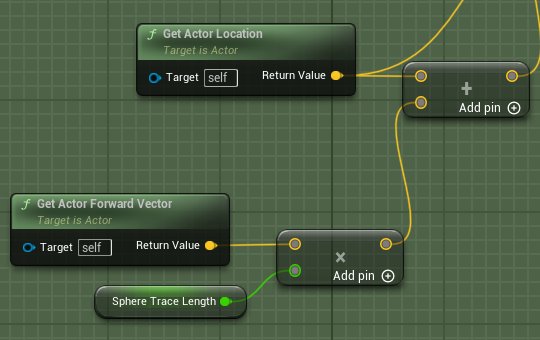 f Get Actor Location
Target is Actor
Target self
Return Value
+
Add pin
f Get Actor Forward Vector
Target is Actor
Target self
Return Value
×
Add pin
Sphere Trace Length